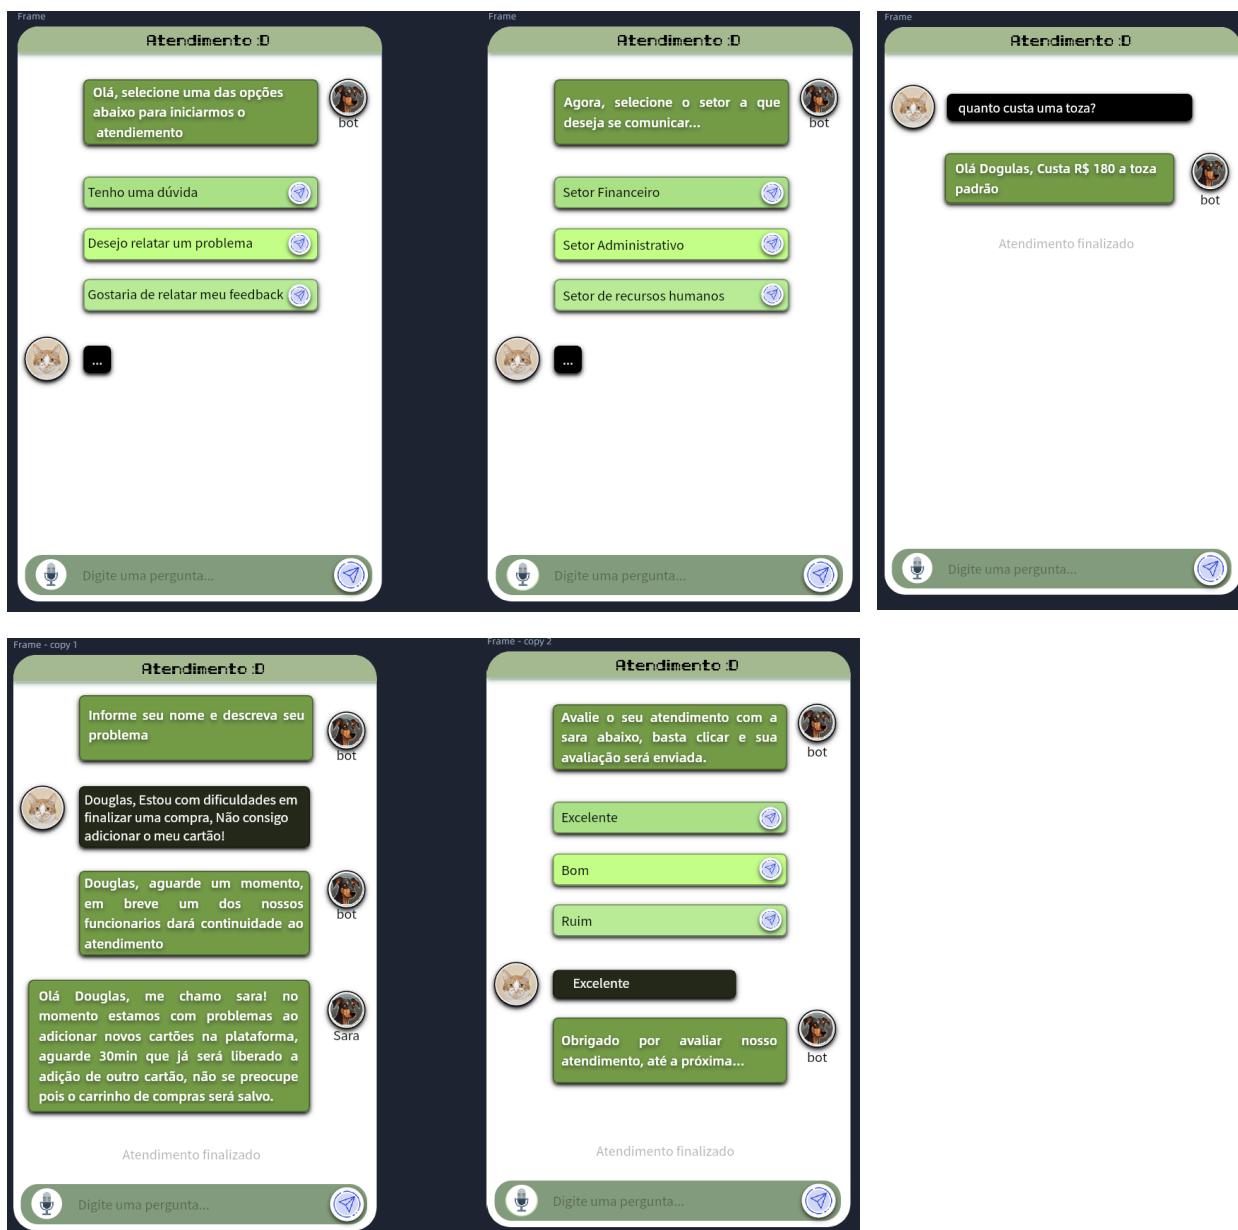 Frame
Atendimento :D
Olá, selecione uma das opções
abaixo para iniciarmos o
atendiemento
bot
Tenho uma dúvida
Desejo relatar um problema
Gostaria de relatar meu feedback
...
Digite uma pergunta...
Frame
Atendimento :D
Agora, selecione o setor a que
deseja se comunicar...
bot
Setor Financeiro
Setor Administrativo
Setor de recursos humanos
...
Digite uma pergunta...
Frame
Atendimento :D
quanto custa uma toza?
Olá Dogulas, Custa R$ 180 a toza
padrão
bot
Atendimento finalizado
Digite uma pergunta...
Frame - copy 1
Atendimento :D
Informe seu nome e descreva seu
problema
bot
Douglas, Estou com dificuldades em
finalizar uma compra, Não consigo
adicionar o meu cartão!
Douglas, aguarde um momento,
em breve um dos nossos
funcionarios dará continuidade ao
atendimento
bot
Olá Douglas, me chamo sara! no
momento estamos com problemas ao
adicionar novos cartões na plataforma,
aguarde 30min que já será liberado a
adição de outro cartão, não se preocupe
pois o carrinho de compras será salvo.
Sara
Atendimento finalizado
Digite uma pergunta...
Frame - copy 2
Atendimento :D
Avalie o seu atendimento com a
sara abaixo, basta clicar e sua
avaliação será enviada.
bot
Excelente
Bom
Ruim
Excelente
Obrigado por avaliar nosso
atendimento, até a próxima...
bot
Atendimento finalizado
Digite uma pergunta...